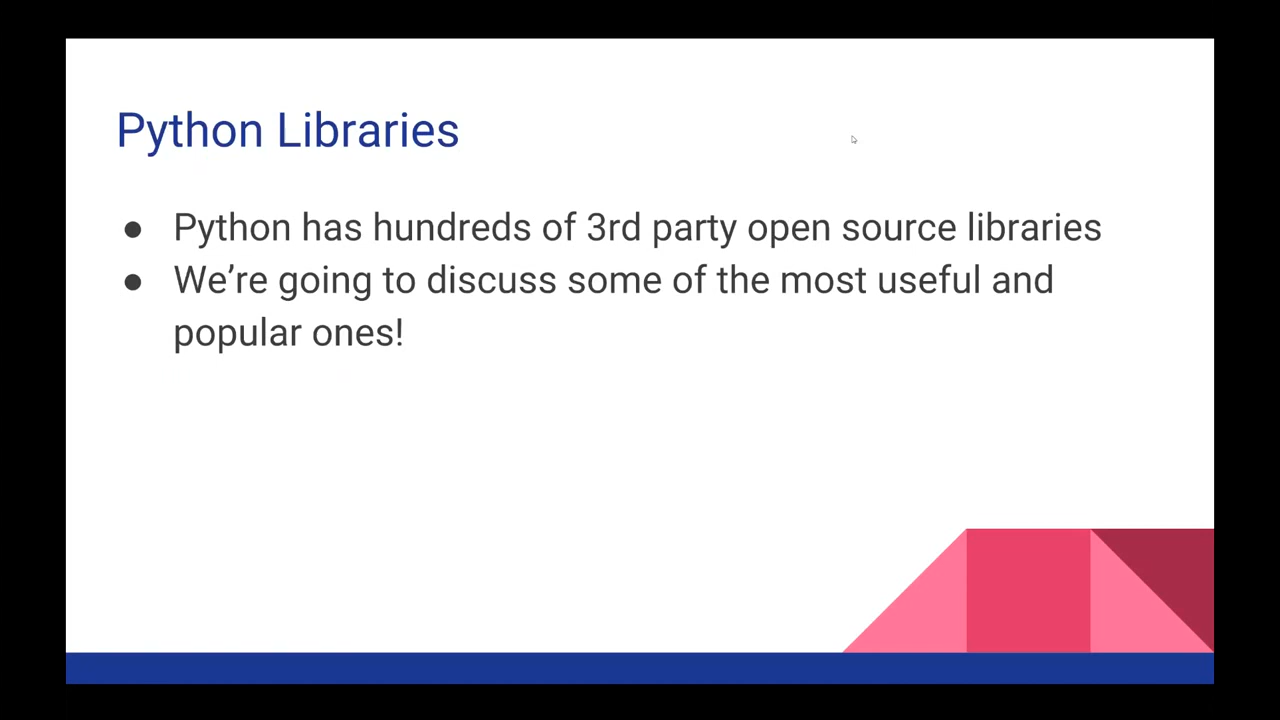 Python Libraries
● Python has hundreds of 3rd party open source libraries
● We’re going to discuss some of the most useful and
popular ones!